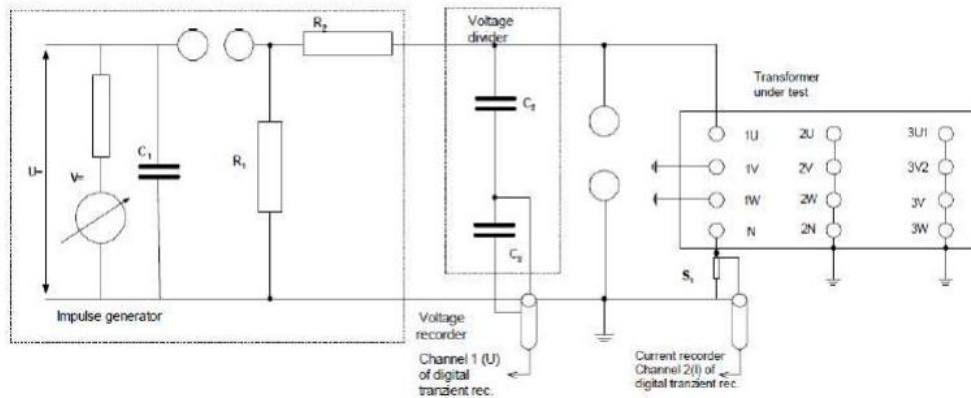 R2
Voltage
divider
Transformer
under test
C2
1U
2U
3U1
U=
C1
R1
V=
1V
2V
3V2
1W
2W
3V
N
2N
3W
C3
S1
Impulse generator
Voltage
recorder
Channel 1 (U)
of digital
tranzient rec.
Current recorder
Channel 2(I) of
digital tranzient rec.